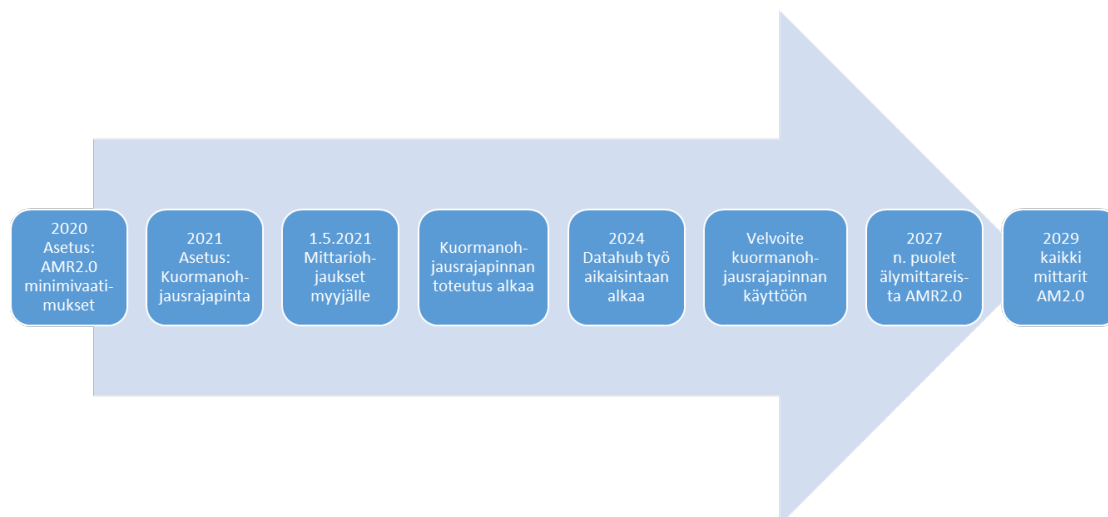 2020
Asetus:
AMR2.0
minimivaati-
mukset
2021
Asetus:
Kuormanoh-
jausrajapinta
1.5.2021
Mittarioh-
jaukset
myyjälle
Kuormanoh-
jausrajapinnan
toteutus alkaa
2024
Datahub työ
aikaisintaan
alkaa
Velvoite
kuormanoh-
jausrajapinnan
käyttöön
2027
n. puolet
älymittareis-
ta AMR2.0
2029
kaikki
mittarit
AM2.0